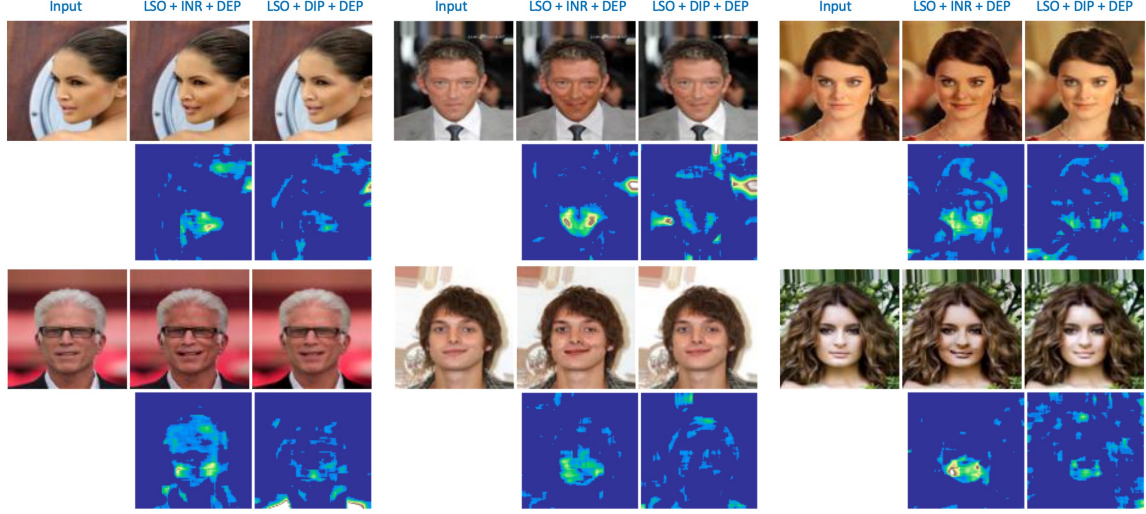 Input LSO + INR + DEP LSO + DIP + DEP Input LSO + INR + DEP LSO + DIP + DEP Input LSO + INR + DEP LSO + DIP + DEP